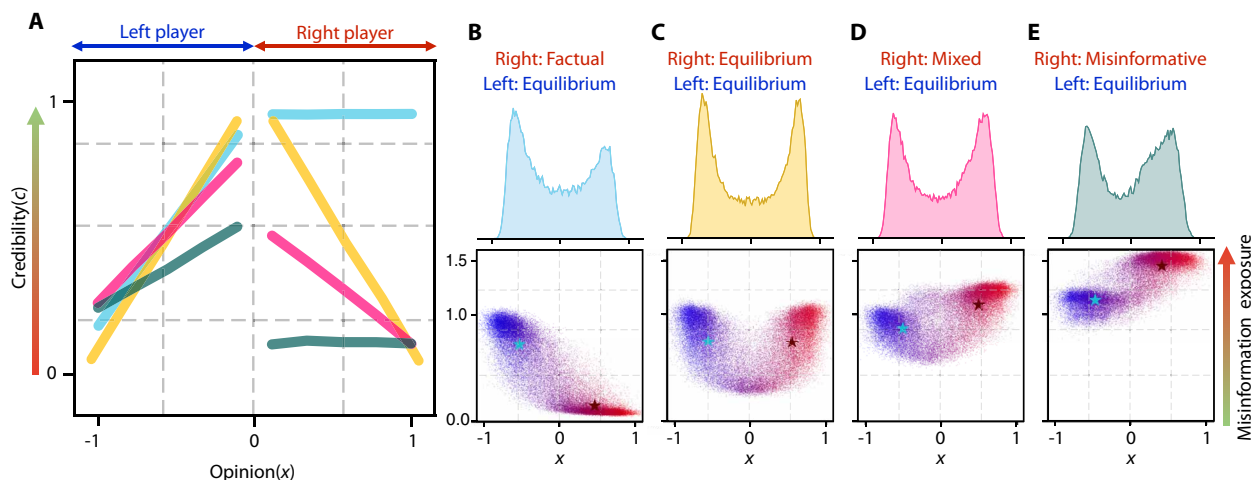 A
Left player
Right player
Credibility(c)
1
0
-1
0
1
Opinion(x)
B
Right: Factual
Left: Equilibrium
1.5
1.0
0.0
-1
0
1
x
C
Right: Equilibrium
Left: Equilibrium
-1
0
1
x
D
Right: Mixed
Left: Equilibrium
-1
0
1
x
E
Right: Misinformative
Left: Equilibrium
-1
0
1
x
Misinformation exposure